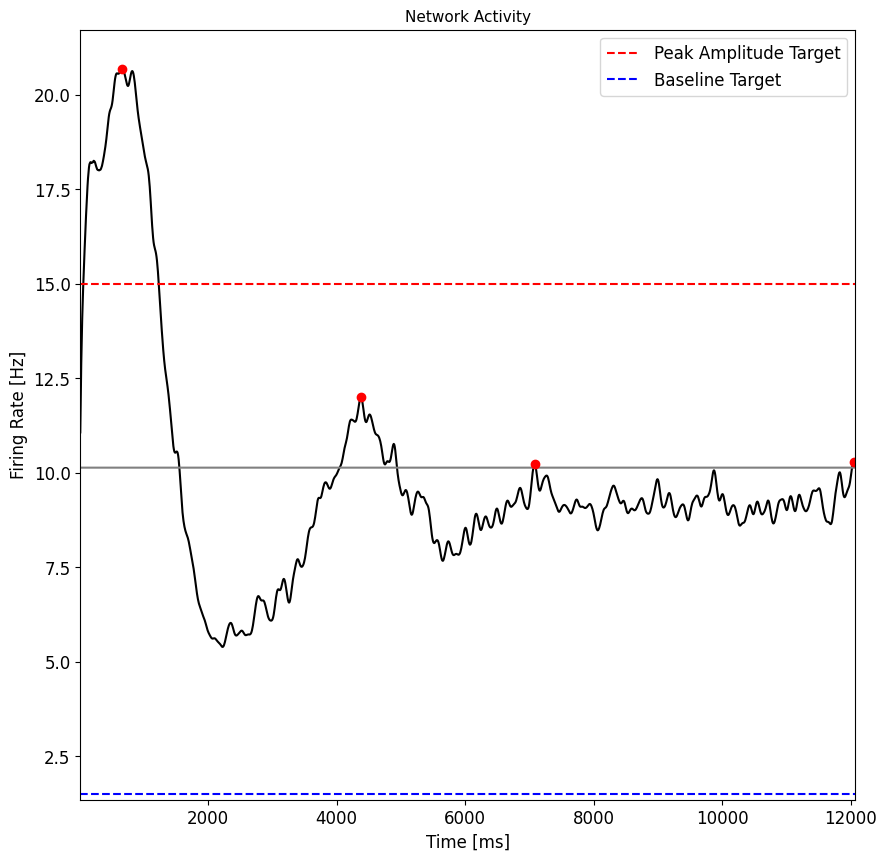 Network Activity
Peak Amplitude Target
Baseline Target
Firing Rate [Hz]
20.0
17.5
15.0
12.5
10.0
7.5
5.0
2.5
2000
4000
6000
8000
10000
12000
Time [ms]